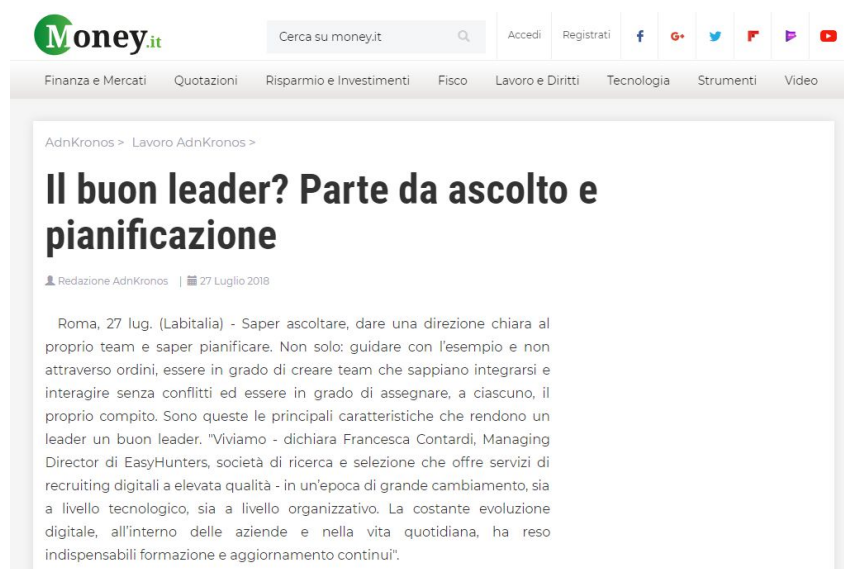 Money.it
Cerca su money.it
Accedi
Registrati
Finanza e Mercati Quotazioni Risparmio e Investimenti Fisco Lavoro e Diritti Tecnologia Strumenti Video
AdnKronos > Lavoro AdnKronos >
Il buon leader? Parte da ascolto e
pianificazione
Redazione AdnKronos | 27 Luglio 2018
Roma, 27 lug. (Labitalia) - Saper ascoltare, dare una direzione chiara al
proprio team e saper pianificare. Non solo: guidare con l'esempio e non
attraverso ordini, essere in grado di creare team che sappiano integrarsi e
interagire senza conflitti ed essere in grado di assegnare, a ciascuno, il
proprio compito. Sono queste le principali caratteristiche che rendono un
leader un buon leader. "Viviamo - dichiara Francesca Contardi, Managing
Director di EasyHunters, società di ricerca e selezione che offre servizi di
recruiting digitali a elevata qualità - in un'epoca di grande cambiamento, sia
a livello tecnologico, sia a livello organizzativo. La costante evoluzione
digitale, all'interno delle aziende e nella vita quotidiana, ha reso
indispensabili formazione e aggiornamento continui".